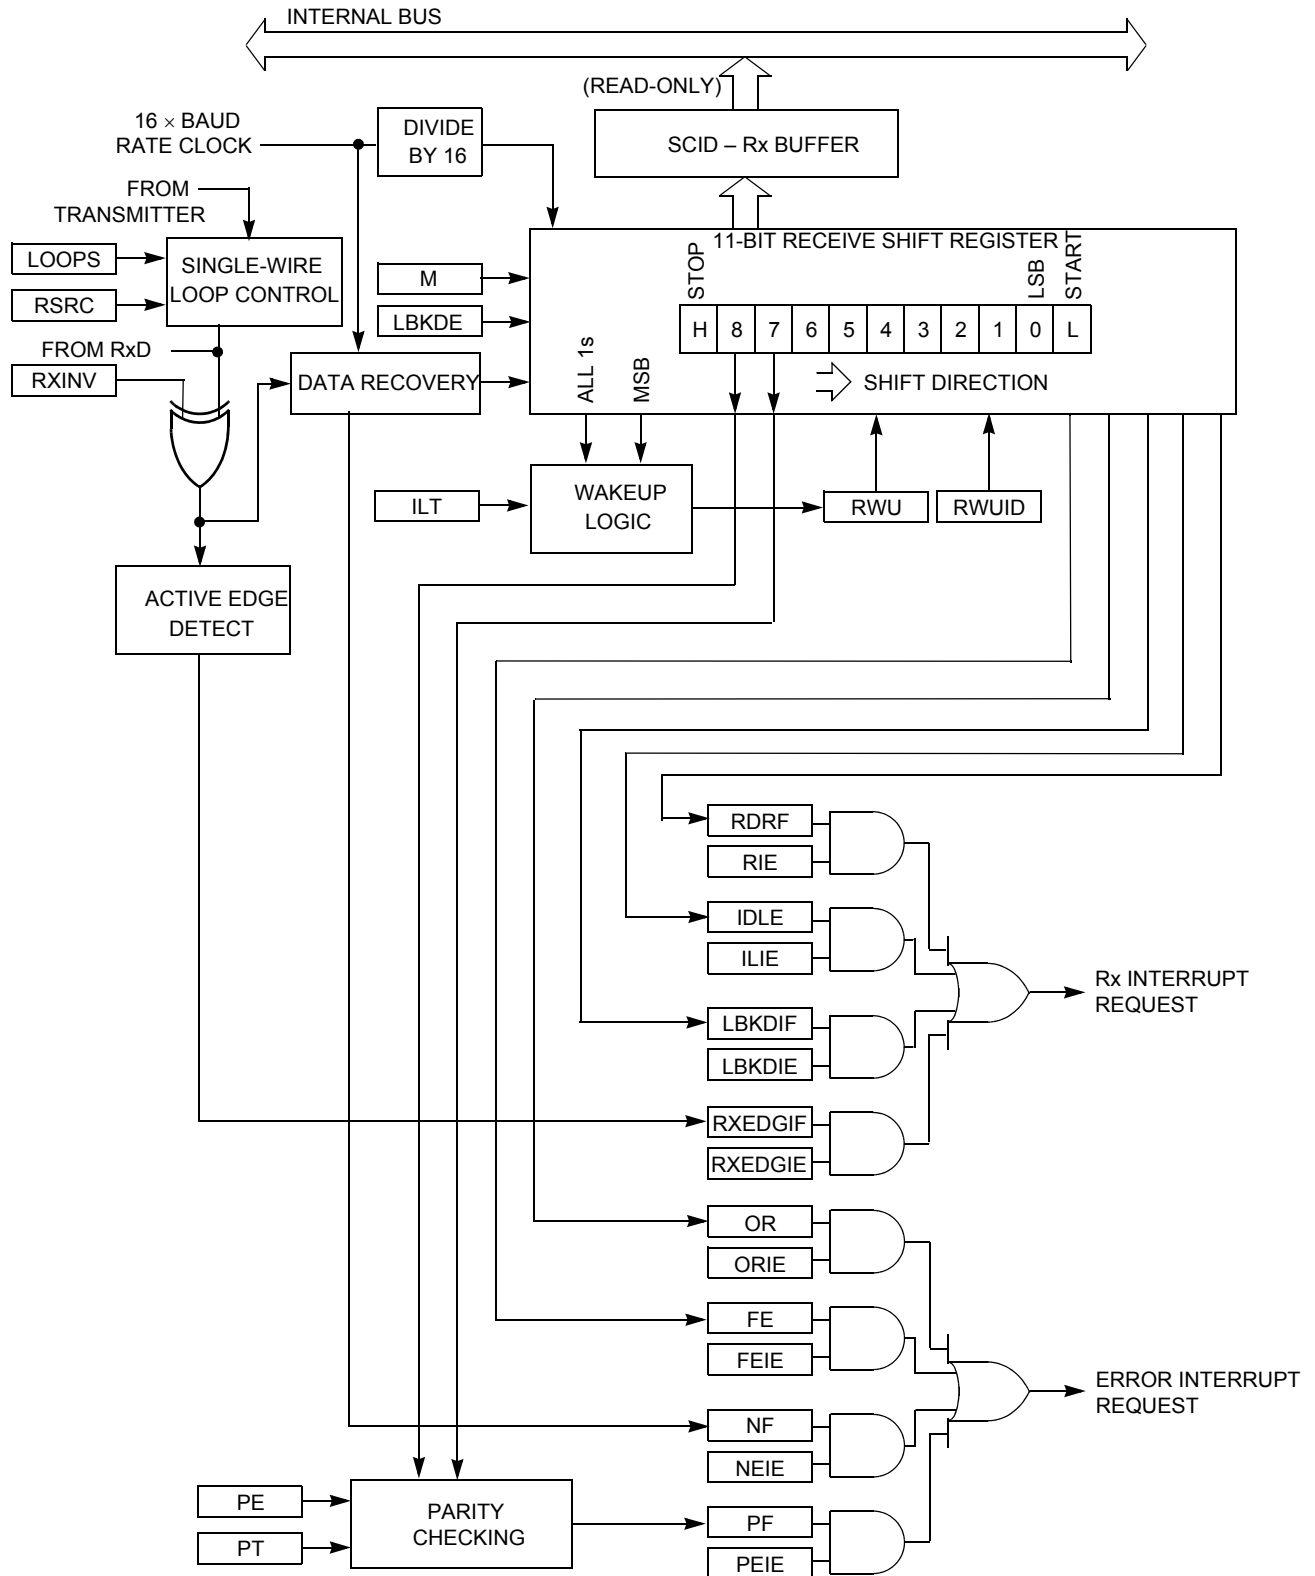 INTERNAL BUS
(READ-ONLY)
16 × BAUD
RATE CLOCK
DIVIDE
BY 16
SCID – Rx BUFFER
FROM
TRANSMITTER
LOOPS
RSRC
SINGLE-WIRE
LOOP CONTROL
M
LBKDE
11-BIT RECEIVE SHIFT REGISTER
STOP
LSB
START
H 8 7 6 5 4 3 2 1 0 L
FROM RxD
RXINV
DATA RECOVERY
ALL 1s
MSB
SHIFT DIRECTION
ILT
WAKEUP
LOGIC
RWU
RWUID
ACTIVE EDGE
DETECT
RDRF
RIE
IDLE
ILIE
Rx INTERRUPT
REQUEST
LBKDIF
LBKDIE
RXEDGIF
RXEDGIE
OR
ORIE
FE
FEIE
ERROR INTERRUPT
REQUEST
NF
NEIE
PE
PT
PARITY
CHECKING
PF
PEIE